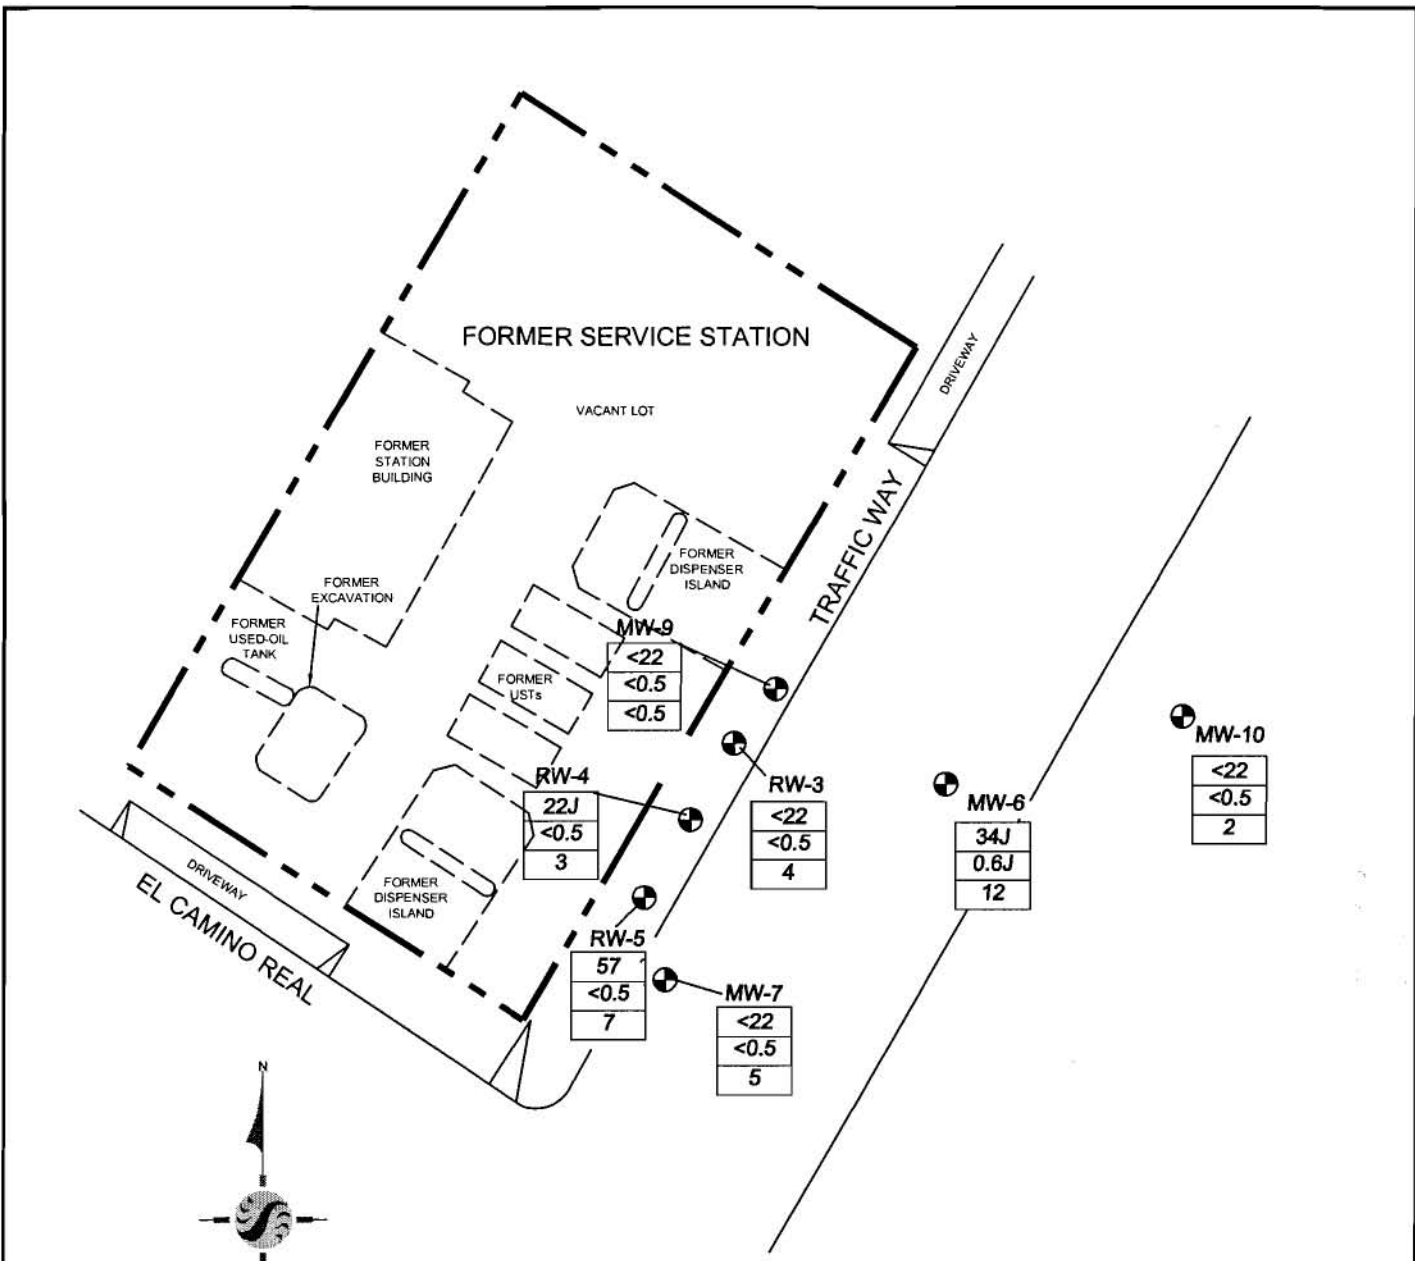 FORMER SERVICE STATION
DRIVEWAY
VACANT LOT
FORMER
STATION
BUILDING
TRAFFIC WAY
FORMER
DISPENSER
ISLAND
FORMER
EXCAVATION
FORMER
USED-OIL
TANK
MW-9
<22
<0.5
<0.5
FORMER
USTs
MW-10
<22
<0.5
2
RW-4
22J
<0.5
3
RW-3
<22
<0.5
4
MW-6
34J
0.6J
12
DRIVEWAY
FORMER
DISPENSER
ISLAND
EL CAMINO REAL
RW-5
57
<0.5
7
MW-7
<22
<0.5
5
N